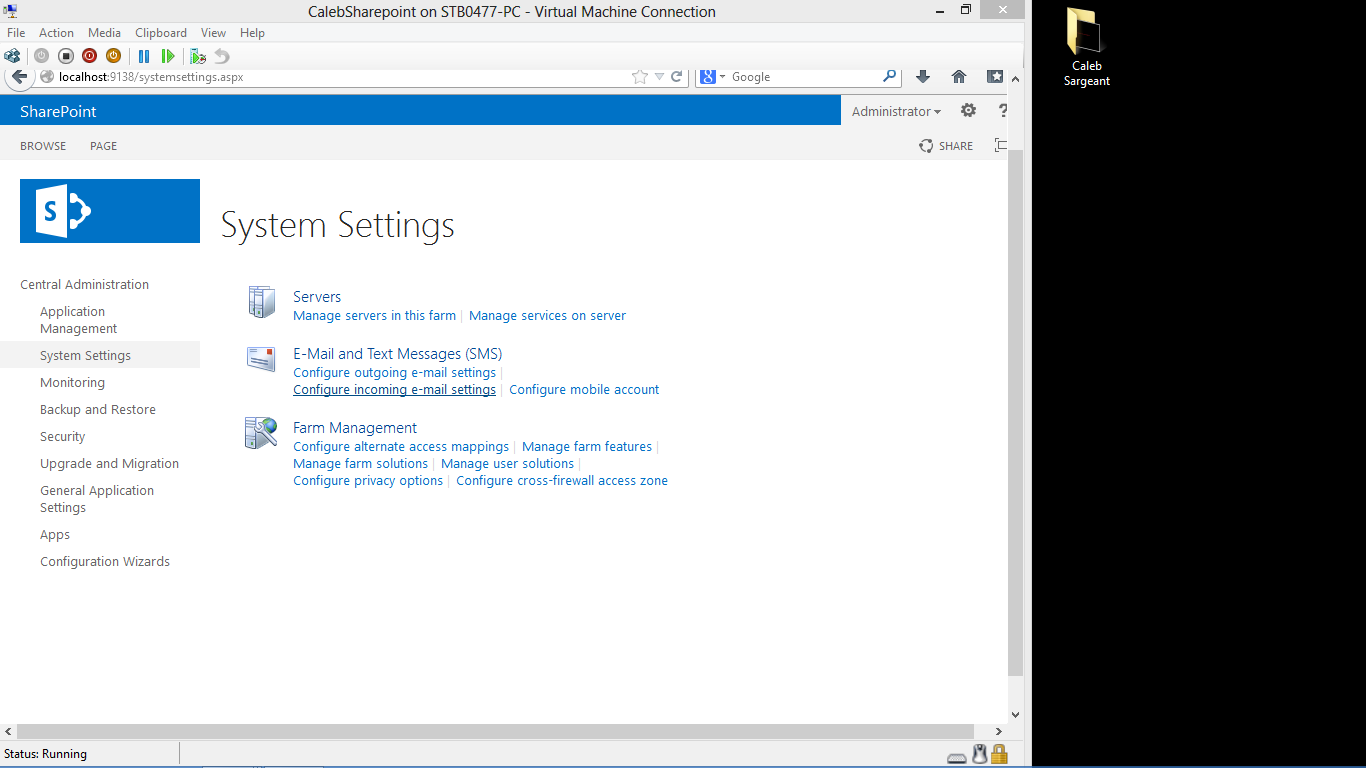 CalebSharepoint on STB0477-PC - Virtual Machine Connection
File Action Media Clipboard View Help
localhost:9138/systemsettings.aspx
Google
SharePoint
Administrator
?
BROWSE PAGE
SHARE
S
System Settings
Central Administration
Application
Management
System Settings
Monitoring
Backup and Restore
Security
Upgrade and Migration
General Application
Settings
Apps
Configuration Wizards
Servers
Manage servers in this farm | Manage services on server
E-Mail and Text Messages (SMS)
Configure outgoing e-mail settings |
Configure incoming e-mail settings | Configure mobile account
Farm Management
Configure alternate access mappings | Manage farm features |
Manage farm solutions | Manage user solutions |
Configure privacy options | Configure cross-firewall access zone
Status: Running
Caleb
Sargeant